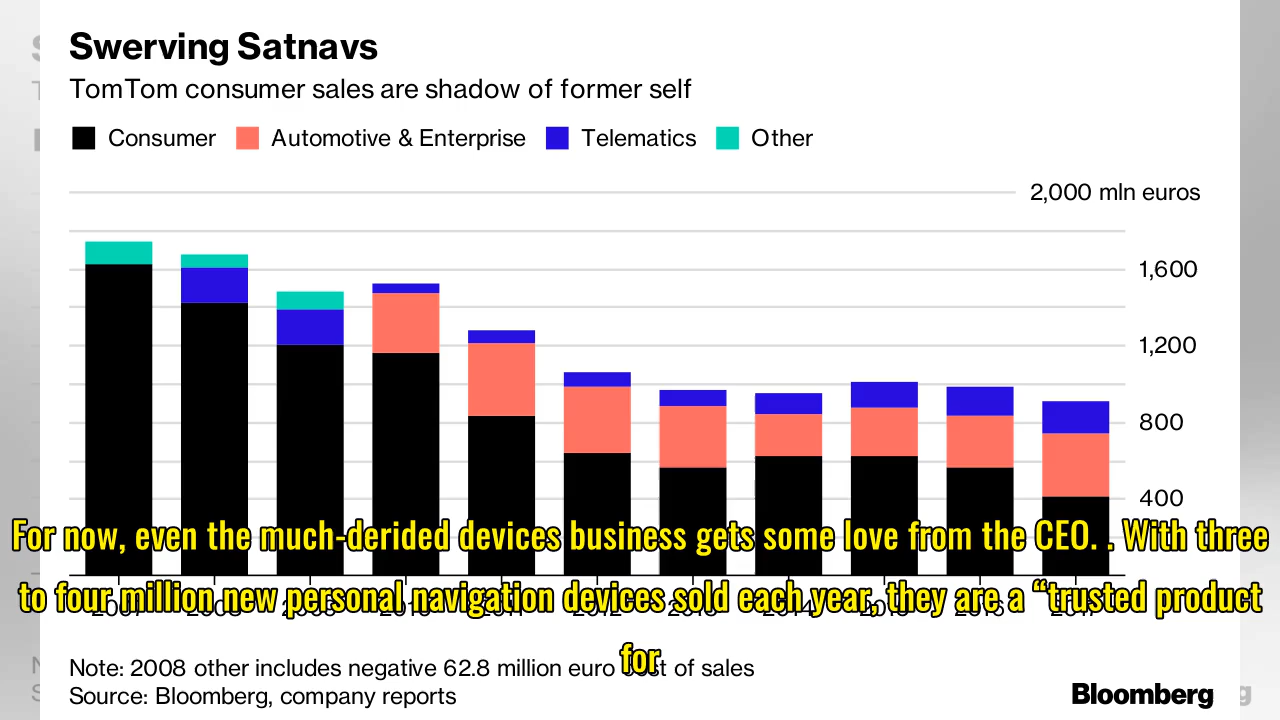 Swerving Satnavs
TomTom consumer sales are shadow of former self
Consumer Automotive & Enterprise Telematics Other
2,000 mln euros
1,600
1,200
800
400
For now, even the much-derided devices business gets some love from the CEO. . With three
to four million new personal navigation devices sold each year, they are a “trusted product
for
Note: 2008 other includes negative 62.8 million euro of sales
Source: Bloomberg, company reports
Bloomberg